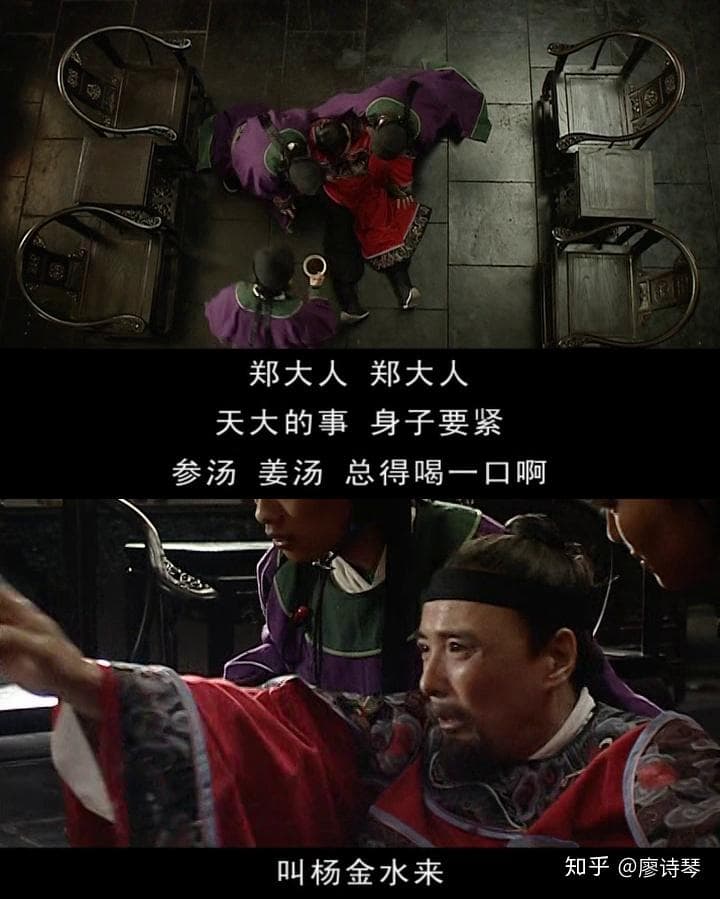 郑大人 郑大人
天大的事 身子要紧
参汤 姜汤 总得喝一口啊
叫杨金水来
知乎 @廖诗琴